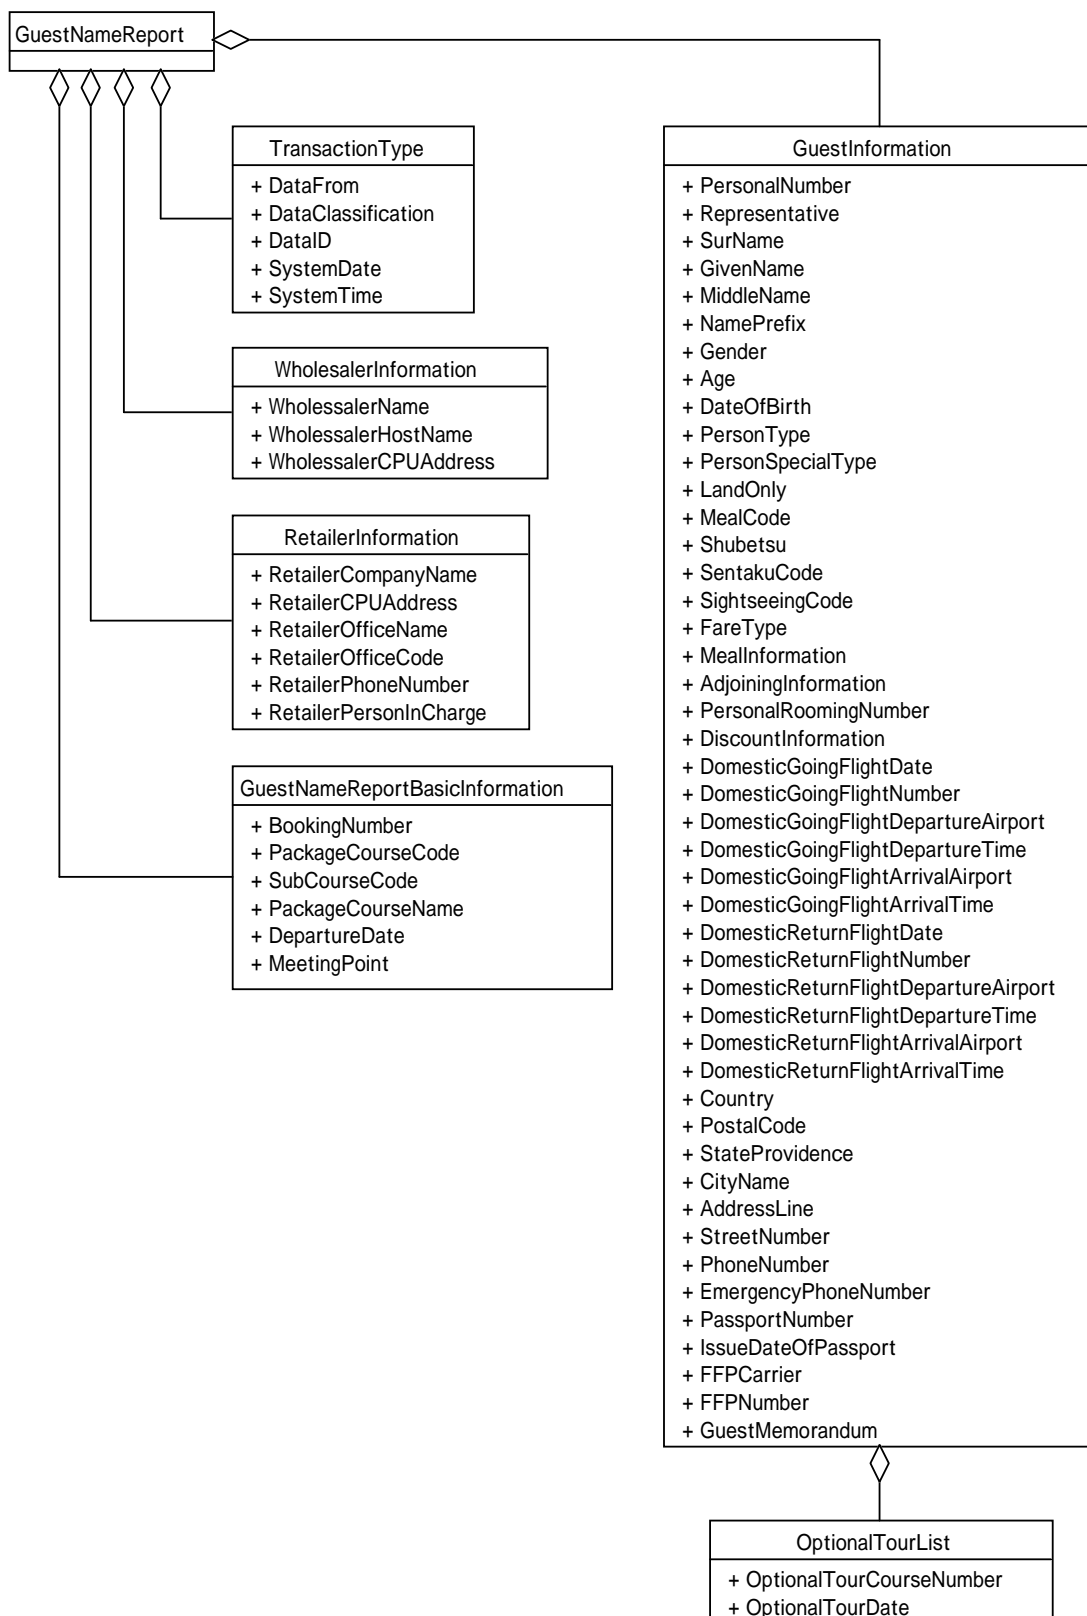 GuestNameReport
TransactionType
+ DataFrom
+ DataClassification
+ DataID
+ SystemDate
+ SystemTime
WholesalerInformation
+ WholessalerName
+ WholessalerHostName
+ WholessalerCPUAddress
RetailerInformation
+ RetailerCompanyName
+ RetailerCPUAddress
+ RetailerOfficeName
+ RetailerOfficeCode
+ RetailerPhoneNumber
+ RetailerPersonInCharge
GuestNameReportBasicInformation
+ BookingNumber
+ PackageCourseCode
+ SubCourseCode
+ PackageCourseName
+ DepartureDate
+ MeetingPoint
GuestInformation
+ PersonalNumber
+ Representative
+ SurName
+ GivenName
+ MiddleName
+ NamePrefix
+ Gender
+ Age
+ DateOfBirth
+ PersonType
+ PersonSpecialType
+ LandOnly
+ MealCode
+ Shubetsu
+ SentakuCode
+ SightseeingCode
+ FareType
+ MealInformation
+ AdjoiningInformation
+ PersonalRoomingNumber
+ DiscountInformation
+ DomesticGoingFlightDate
+ DomesticGoingFlightNumber
+ DomesticGoingFlightDepartureAirport
+ DomesticGoingFlightDepartureTime
+ DomesticGoingFlightArrivalAirport
+ DomesticGoingFlightArrivalTime
+ DomesticReturnFlightDate
+ DomesticReturnFlightNumber
+ DomesticReturnFlightDepartureAirport
+ DomesticReturnFlightDepartureTime
+ DomesticReturnFlightArrivalAirport
+ DomesticReturnFlightArrivalTime
+ Country
+ PostalCode
+ StateProvidence
+ CityName
+ AddressLine
+ StreetNumber
+ PhoneNumber
+ EmergencyPhoneNumber
+ PassportNumber
+ IssueDateOfPassport
+ FFPCarrier
+ FFPNumber
+ GuestMemorandum
OptionalTourList
+ OptionalTourCourseNumber
+ OptionalTourDate